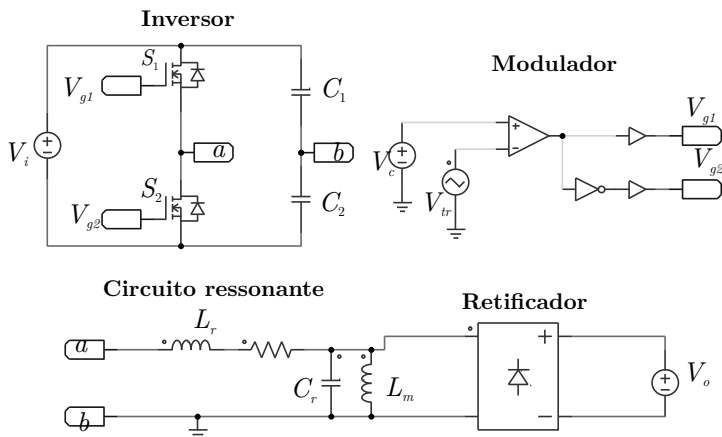 Inversor
S1
Vg1
C1
Vi
a
b
S2
Vg2
C2
Modulador
Vc
Vtr
Vg1
Vg2
Circuito ressonante
Retificador
a
Lr
Cr
Lm
b
+
−
Vo